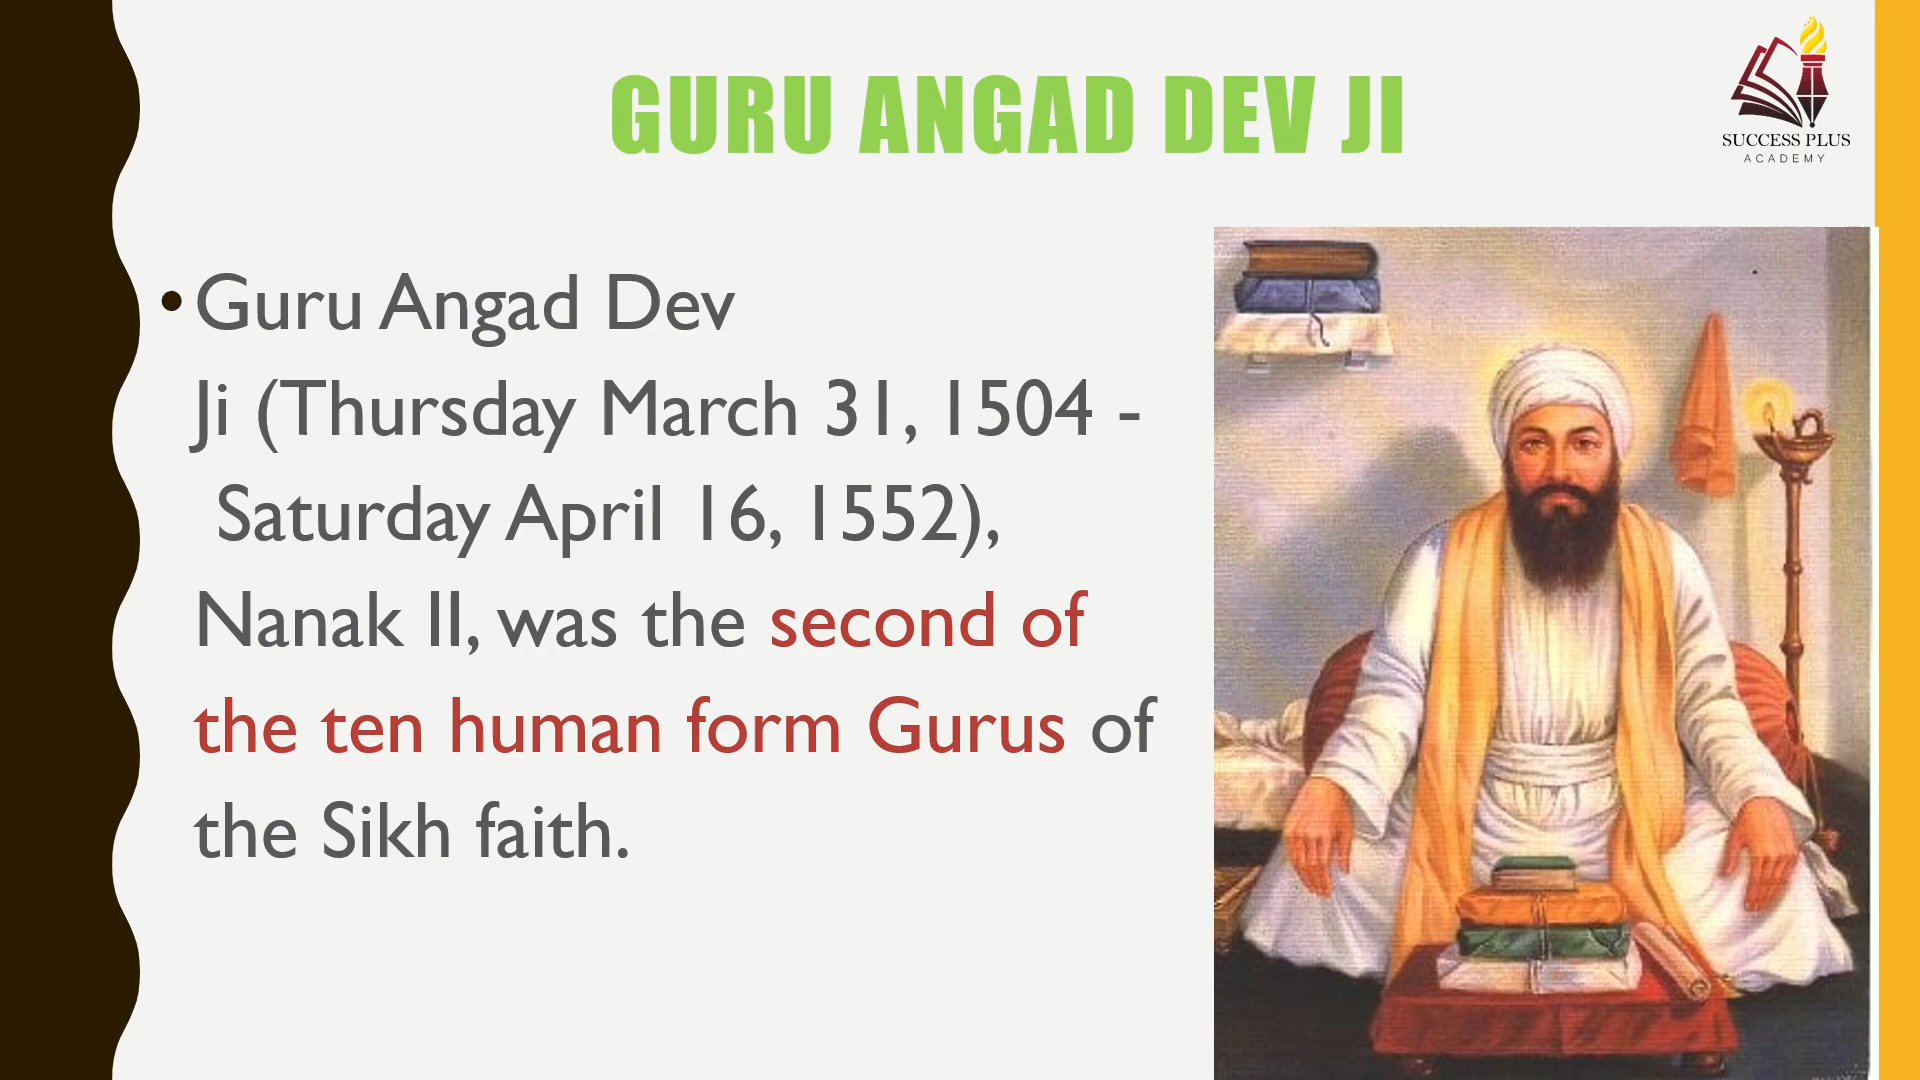 GURU ANGAD DEV JI
SUCCESS PLUS
ACADEMY
• Guru Angad Dev
Ji (Thursday March 31, 1504 -
Saturday April 16, 1552),
Nanak II, was the second of
the ten human form Gurus of
the Sikh faith.